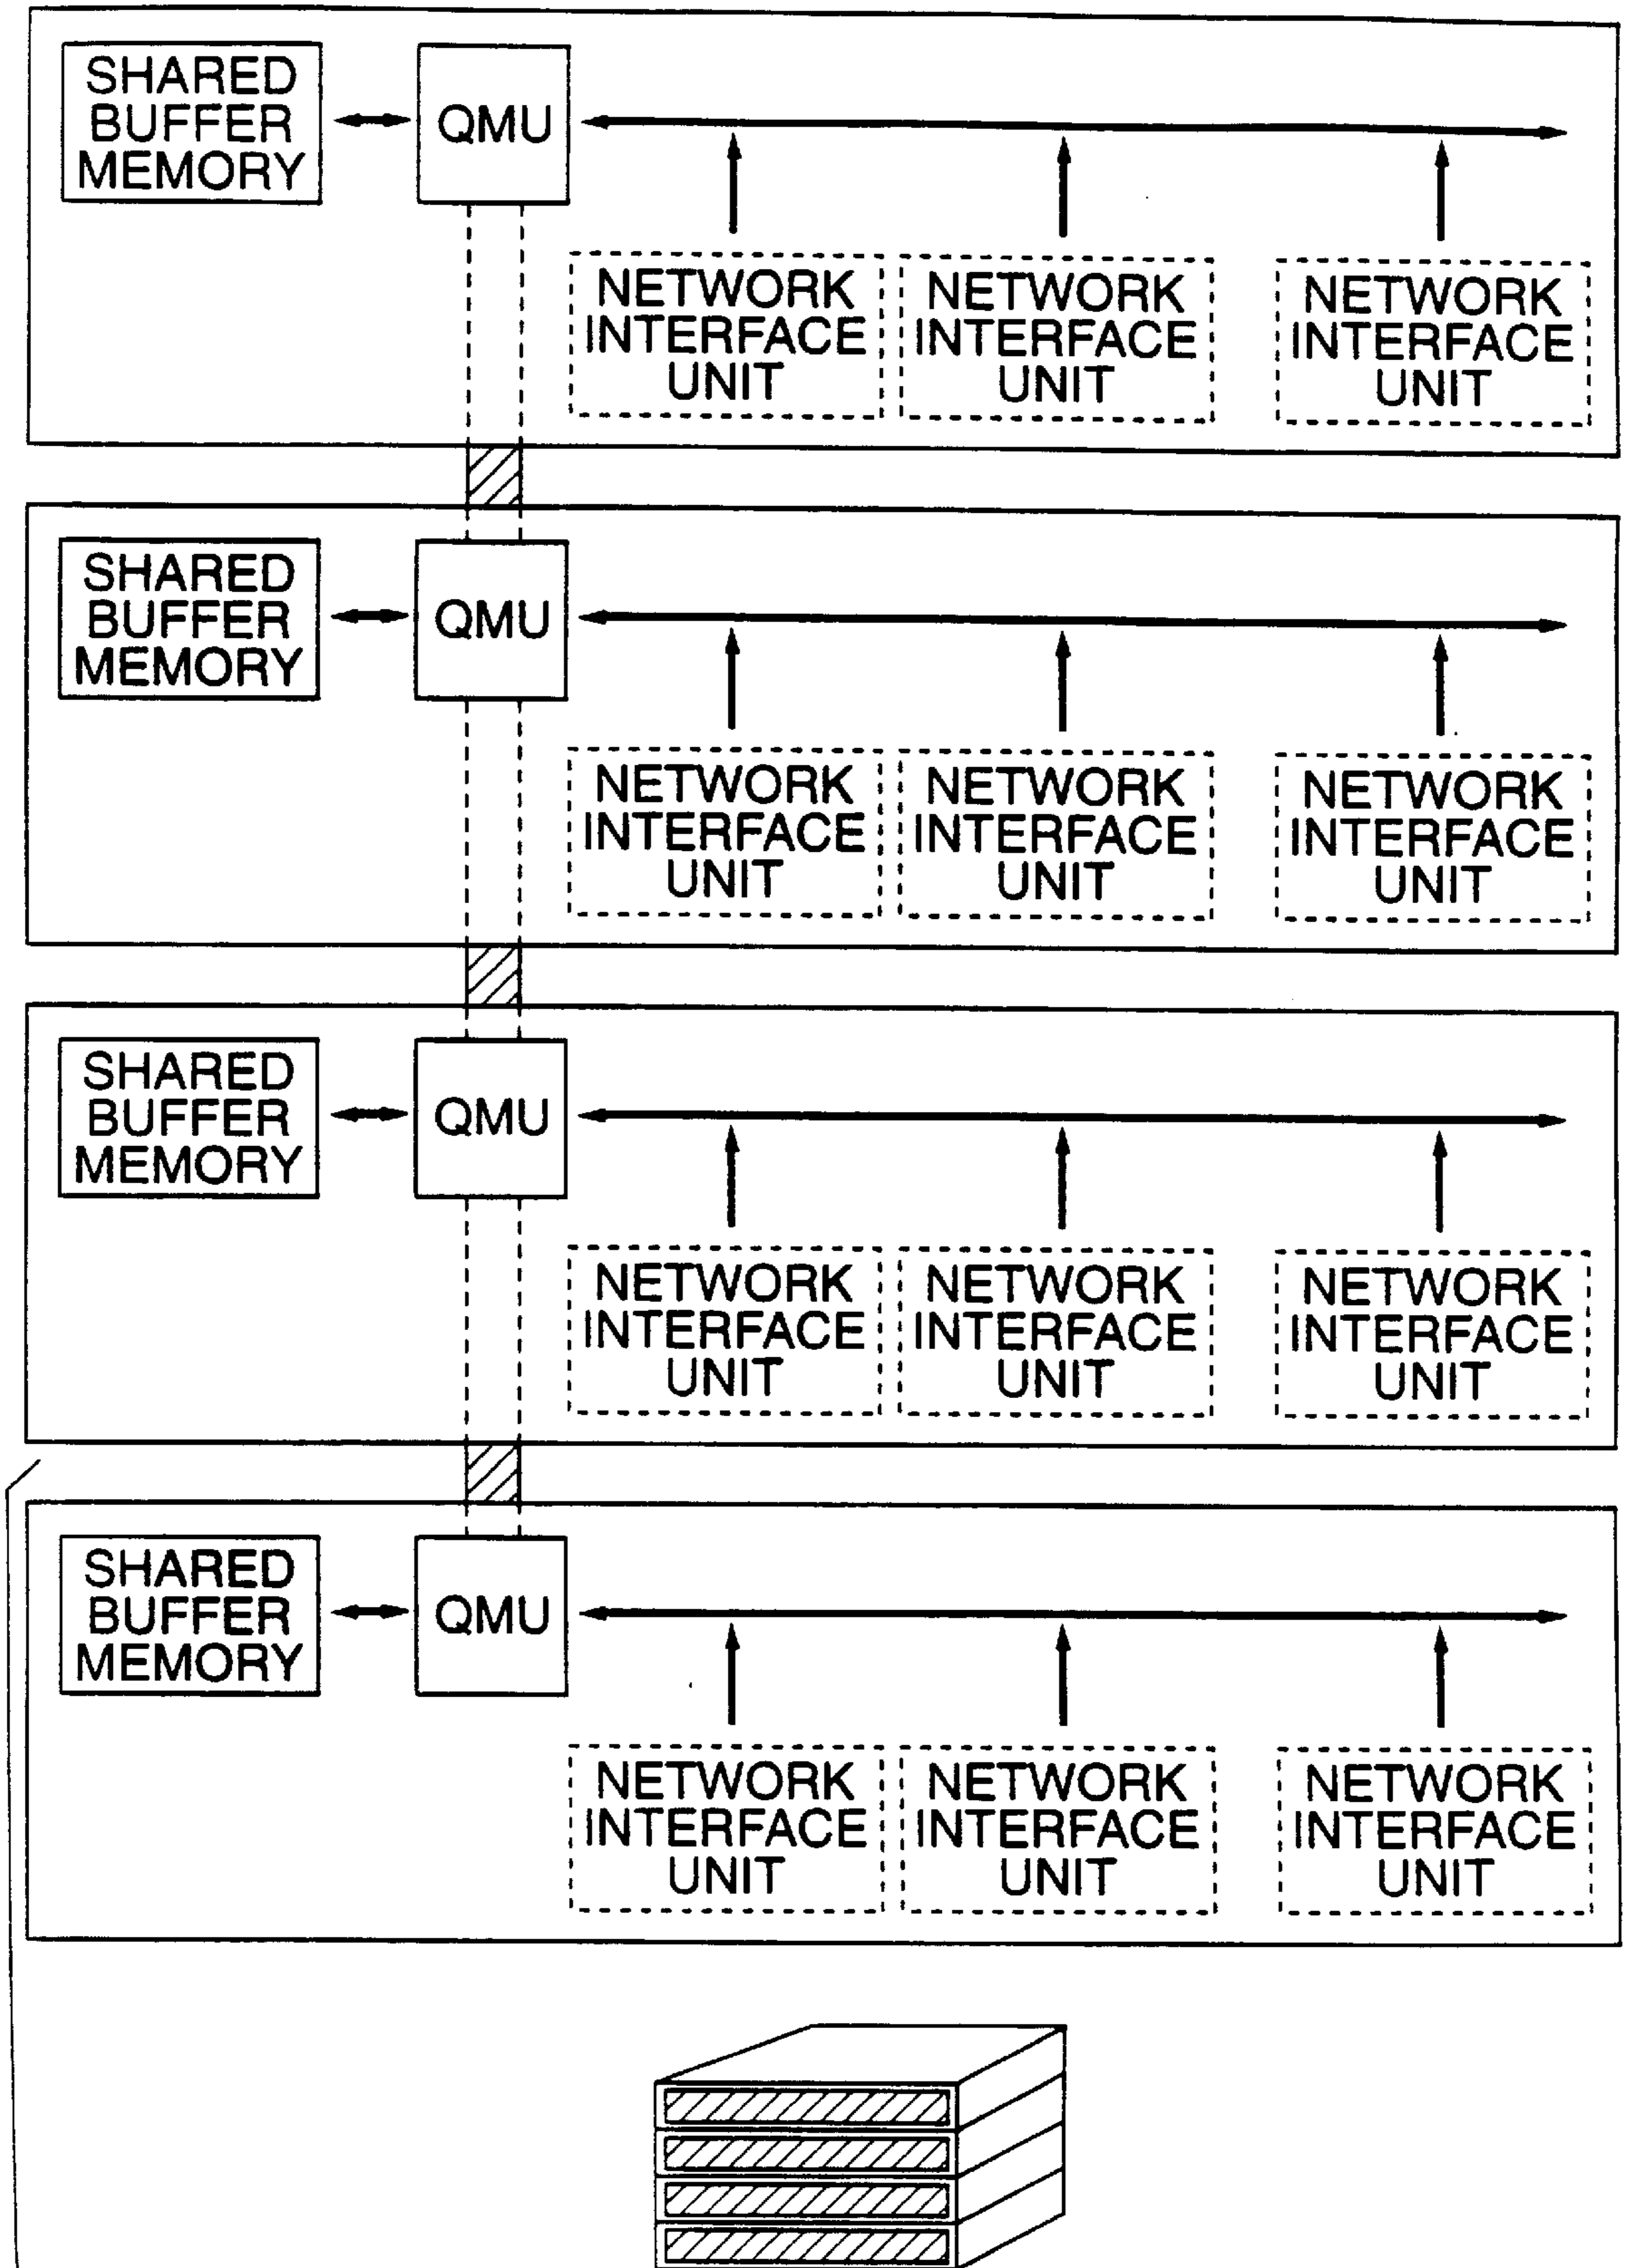 SHARED
BUFFER
MEMORY
QMU
NETWORK
INTERFACE
UNIT
NETWORK
INTERFACE
UNIT
NETWORK
INTERFACE
UNIT
SHARED
BUFFER
MEMORY
QMU
NETWORK
INTERFACE
UNIT
NETWORK
INTERFACE
UNIT
NETWORK
INTERFACE
UNIT
SHARED
BUFFER
MEMORY
QMU
NETWORK
INTERFACE
UNIT
NETWORK
INTERFACE
UNIT
NETWORK
INTERFACE
UNIT
SHARED
BUFFER
MEMORY
QMU
NETWORK
INTERFACE
UNIT
NETWORK
INTERFACE
UNIT
NETWORK
INTERFACE
UNIT